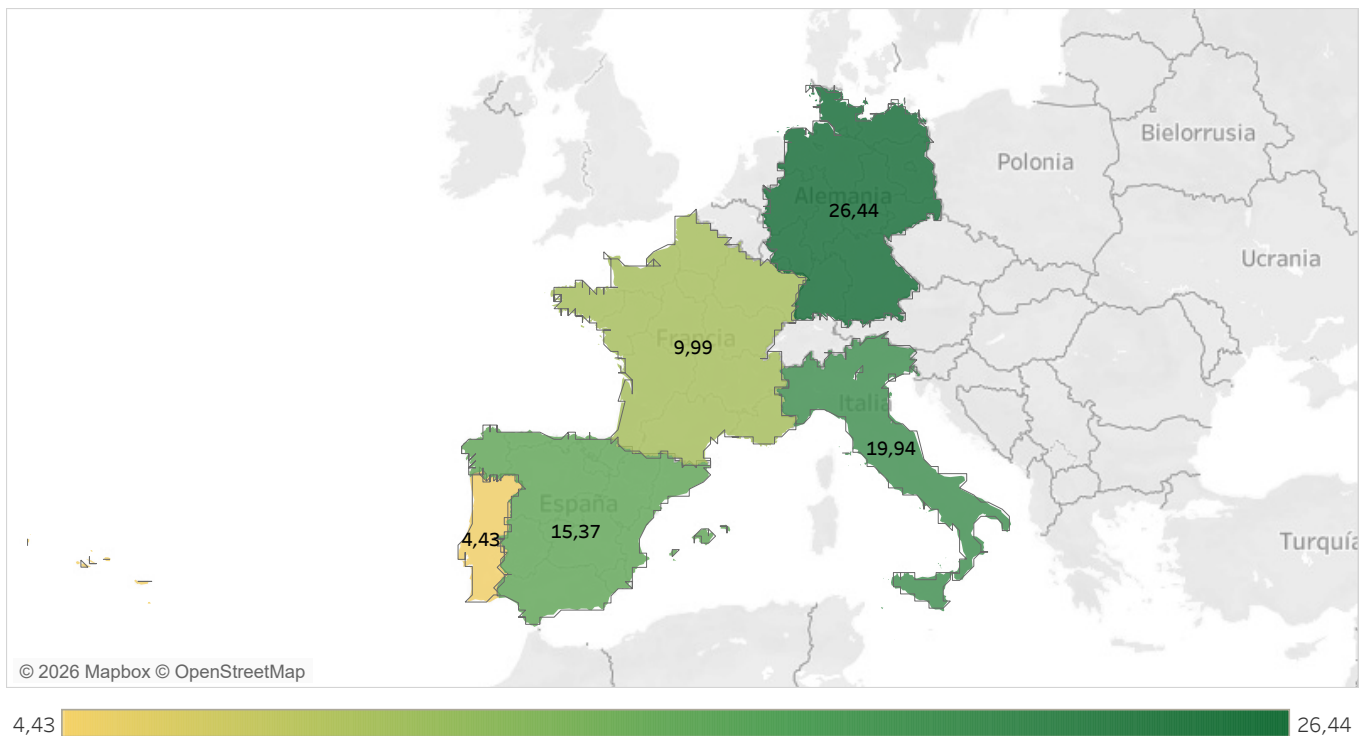 Bielorrusia
Polonia
Alemania
26,44
Ucrania
Francia
9,99
Italia
19,94
España
15,37
4,43
Turquía
© 2026 Mapbox © OpenStreetMap
4,43
26,44